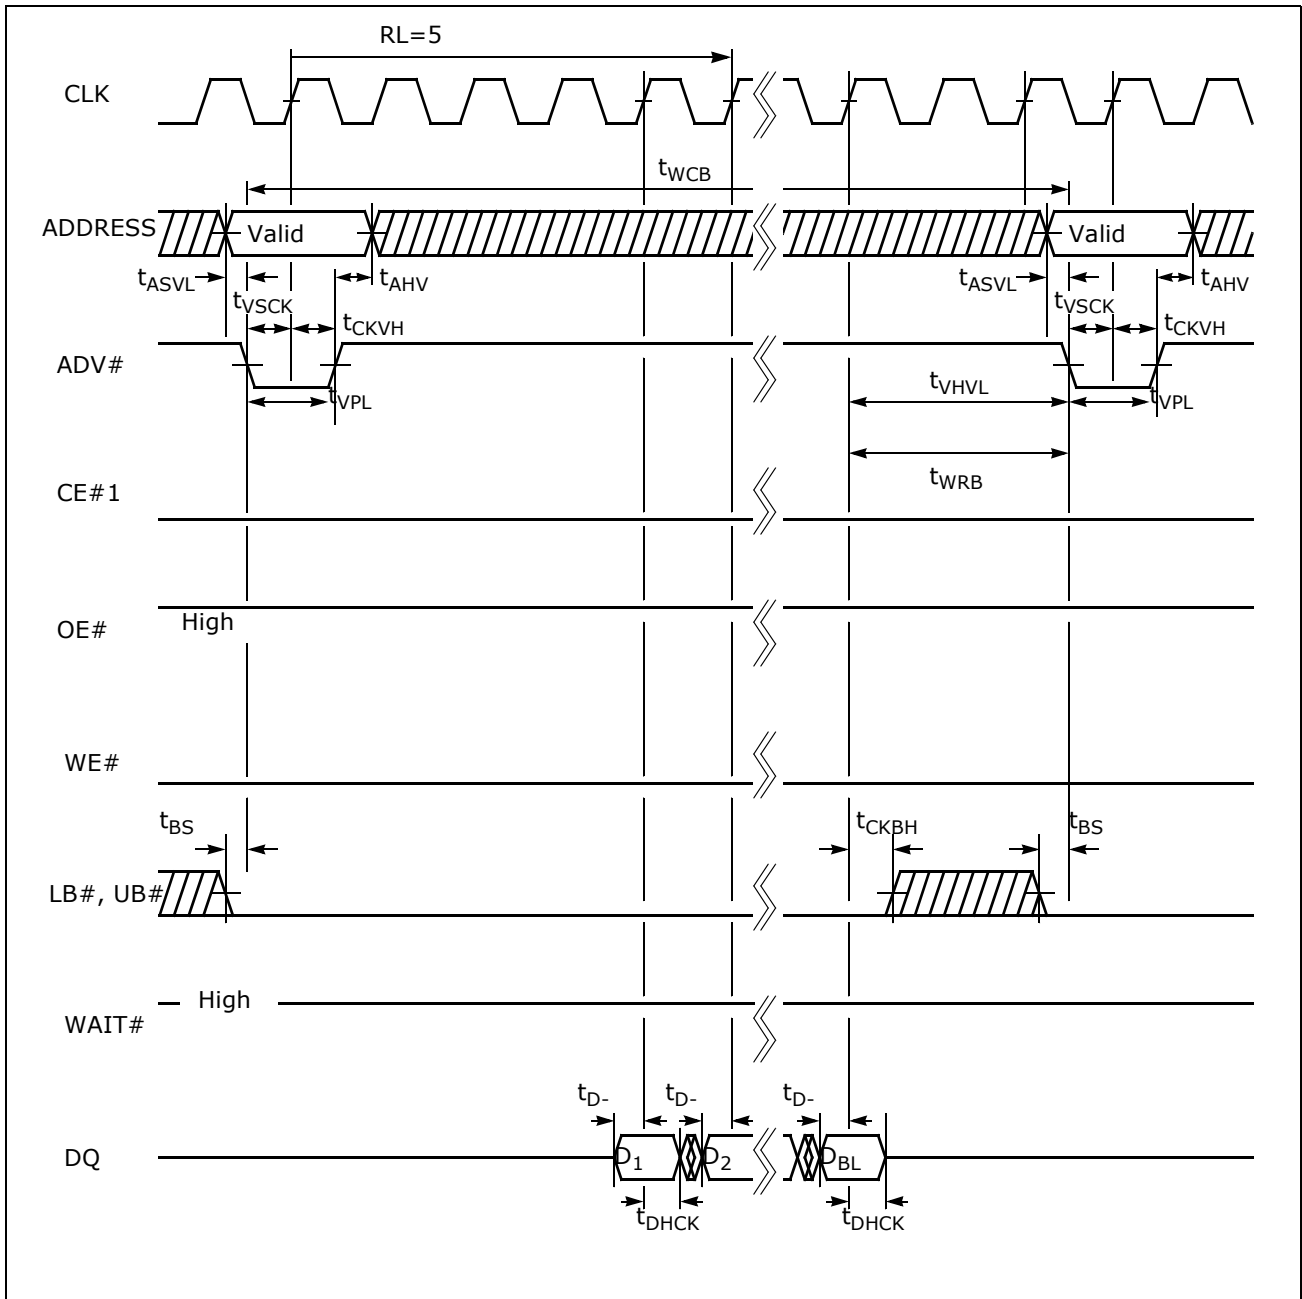 RL=5
CLK
tWCB
ADDRESS
Valid
Valid
tASVL
tAHV
tASVL
tAHV
tVSCK
tVSCK
tCKVH
tCKVH
ADV#
tVPL
tVHVL
tVPL
tWRB
CE#1
High
OE#
WE#
tBS
tCKBH
tBS
LB#, UB#
High
WAIT#
tD-
tD-
tD-
DQ
D1
D2
DBL
tDHCK
tDHCK